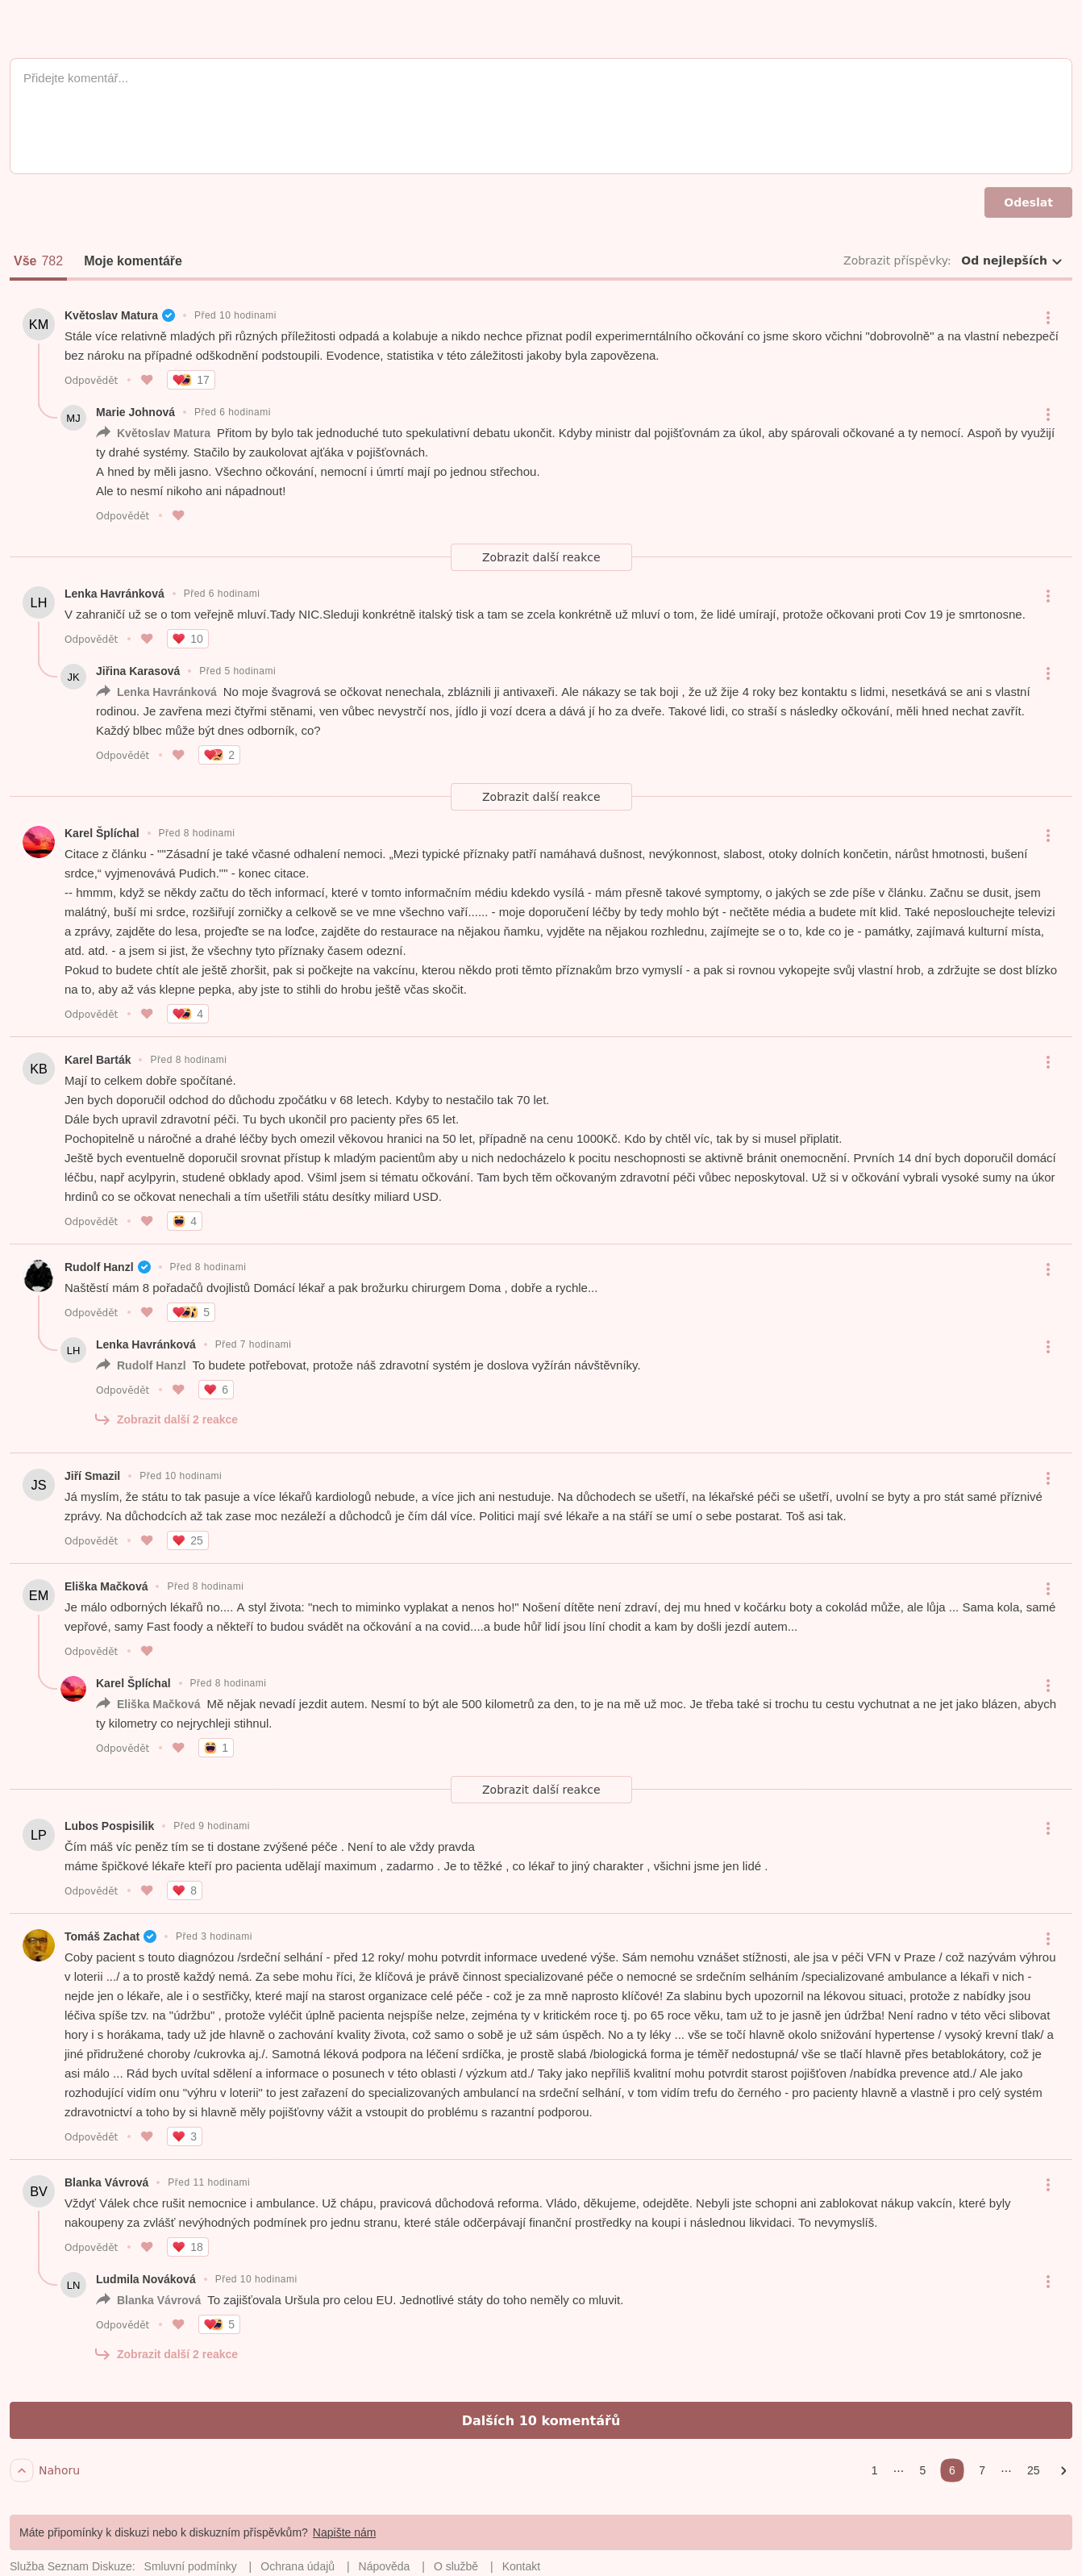 Přidejte komentář...
Odeslat
Vše 782 Moje komentáře Zobrazit příspěvky: Od nejlepších
KM Květoslav Matura Před 10 hodinami
Stále více relativně mladých při různých příležitosti odpadá a kolabuje a nikdo nechce přiznat podíl experimerntálního očkování co jsme skoro včichni "dobrovolně" a na vlastní nebezpečí
bez nároku na případné odškodnění podstoupili. Evodence, statistika v této záležitosti jakoby byla zapovězena.
Odpovědět 17
MJ Marie Johnová Před 6 hodinami
Květoslav Matura Přitom by bylo tak jednoduché tuto spekulativní debatu ukončit. Kdyby ministr dal pojišťovnám za úkol, aby spárovali očkované a ty nemocí. Aspoň by využijí
ty drahé systémy. Stačilo by zaukolovat ajťáka v pojišťovnách.
A hned by měli jasno. Všechno očkování, nemocní i úmrtí mají po jednou střechou.
Ale to nesmí nikoho ani nápadnout!
Odpovědět
Zobrazit další reakce
LH Lenka Havránková Před 6 hodinami
V zahraničí už se o tom veřejně mluví.Tady NIC.Sleduji konkrétně italský tisk a tam se zcela konkrétně už mluví o tom, že lidé umírají, protože očkovani proti Cov 19 je smrtonosne.
Odpovědět 10
JK Jiřina Karasová Před 5 hodinami
Lenka Havránková No moje švagrová se očkovat nenechala, zbláznili ji antivaxeři. Ale nákazy se tak boji , že už žije 4 roky bez kontaktu s lidmi, nesetkává se ani s vlastní
rodinou. Je zavřena mezi čtyřmi stěnami, ven vůbec nevystrčí nos, jídlo ji vozí dcera a dává jí ho za dveře. Takové lidi, co straší s následky očkování, měli hned nechat zavřít.
Každý blbec může být dnes odborník, co?
Odpovědět 2
Zobrazit další reakce
Karel Šplíchal Před 8 hodinami
Citace z článku - ""Zásadní je také včasné odhalení nemoci. „Mezi typické příznaky patří namáhavá dušnost, nevýkonnost, slabost, otoky dolních končetin, nárůst hmotnosti, bušení
srdce,“ vyjmenovává Pudich."" - konec citace.
-- hmmm, když se někdy začtu do těch informací, které v tomto informačním médiu kdekdo vysílá - mám přesně takové symptomy, o jakých se zde píše v článku. Začnu se dusit, jsem
malátný, buší mi srdce, rozšiřují zorničky a celkově se ve mne všechno vaří...... - moje doporučení léčby by tedy mohlo být - nečtěte média a budete mít klid. Také neposlouchejte televizi
a zprávy, zajděte do lesa, projeďte se na loďce, zajděte do restaurace na nějakou ňamku, vyjděte na nějakou rozhlednu, zajímejte se o to, kde co je - památky, zajímavá kulturní místa,
atd. atd. - a jsem si jist, že všechny tyto příznaky časem odezní.
Pokud to budete chtít ale ještě zhoršit, pak si počkejte na vakcínu, kterou někdo proti těmto příznakům brzo vymyslí - a pak si rovnou vykopejte svůj vlastní hrob, a zdržujte se dost blízko
na to, aby až vás klepne pepka, aby jste to stihli do hrobu ještě včas skočit.
Odpovědět 4
KB Karel Barták Před 8 hodinami
Mají to celkem dobře spočítané.
Jen bych doporučil odchod do důchodu zpočátku v 68 letech. Kdyby to nestačilo tak 70 let.
Dále bych upravil zdravotní péči. Tu bych ukončil pro pacienty přes 65 let.
Pochopitelně u náročné a drahé léčby bych omezil věkovou hranici na 50 let, případně na cenu 1000Kč. Kdo by chtěl víc, tak by si musel připlatit.
Ještě bych eventuelně doporučil srovnat přístup k mladým pacientům aby u nich nedocházelo k pocitu neschopnosti se aktivně bránit onemocnění. Prvních 14 dní bych doporučil domácí
léčbu, např acylpyrin, studené obklady apod. Všiml jsem si tématu očkování. Tam bych těm očkovaným zdravotní péči vůbec neposkytoval. Už si v očkování vybrali vysoké sumy na úkor
hrdinů co se očkovat nenechali a tím ušetřili státu desítky miliard USD.
Odpovědět 4
Rudolf Hanzl Před 8 hodinami
Naštěstí mám 8 pořadačů dvojlistů Domácí lékař a pak brožurku chirurgem Doma , dobře a rychle...
Odpovědět 5
LH Lenka Havránková Před 7 hodinami
Rudolf Hanzl To budete potřebovat, protože náš zdravotní systém je doslova vyžírán návštěvníky.
Odpovědět 6
Zobrazit další 2 reakce
JS Jiří Smazil Před 10 hodinami
Já myslím, že státu to tak pasuje a více lékařů kardiologů nebude, a více jich ani nestuduje. Na důchodech se ušetří, na lékařské péči se ušetří, uvolní se byty a pro stát samé příznivé
zprávy. Na důchodcích až tak zase moc nezáleží a důchodců je čím dál více. Politici mají své lékaře a na stáří se umí o sebe postarat. Toš asi tak.
Odpovědět 25
EM Eliška Mačková Před 8 hodinami
Je málo odborných lékařů no.... A styl života: "nech to miminko vyplakat a nenos ho!" Nošení dítěte není zdraví, dej mu hned v kočárku boty a cokolád může, ale lůja ... Sama kola, samé
vepřové, samy Fast foody a někteří to budou svádět na očkování a na covid....a bude hůř lidí jsou líní chodit a kam by došli jezdí autem...
Odpovědět
Karel Šplíchal Před 8 hodinami
Eliška Mačková Mě nějak nevadí jezdit autem. Nesmí to být ale 500 kilometrů za den, to je na mě už moc. Je třeba také si trochu tu cestu vychutnat a ne jet jako blázen, abych
ty kilometry co nejrychleji stihnul.
Odpovědět 1
Zobrazit další reakce
LP Lubos Pospisilik Před 9 hodinami
Čím máš víc peněz tím se ti dostane zvýšené péče . Není to ale vždy pravda
máme špičkové lékaře kteří pro pacienta udělají maximum , zadarmo . Je to těžké , co lékař to jiný charakter , všichni jsme jen lidé .
Odpovědět 8
Tomáš Zachat Před 3 hodinami
Coby pacient s touto diagnózou /srdeční selhání - před 12 roky/ mohu potvrdit informace uvedené výše. Sám nemohu vznášet stížnosti, ale jsa v péči VFN v Praze / což nazývám výhrou
v loterii .../ a to prostě každý nemá. Za sebe mohu říci, že klíčová je právě činnost specializované péče o nemocné se srdečním selháním /specializované ambulance a lékaři v nich -
nejde jen o lékaře, ale i o sestřičky, které mají na starost organizace celé péče - což je za mně naprosto klíčové! Za slabinu bych upozornil na lékovou situaci, protože z nabídky jsou
léčiva spíše tzv. na "údržbu" , protože vyléčit úplně pacienta nejspíše nelze, zejména ty v kritickém roce tj. po 65 roce věku, tam už to je jasně jen údržba! Není radno v této věci slibovat
hory i s horákama, tady už jde hlavně o zachování kvality života, což samo o sobě je už sám úspěch. No a ty léky ... vše se točí hlavně okolo snižování hypertense / vysoký krevní tlak/ a
jiné přidružené choroby /cukrovka aj./. Samotná léková podpora na léčení srdíčka, je prostě slabá /biologická forma je téměř nedostupná/ vše se tlačí hlavně přes betablokátory, což je
asi málo ... Rád bych uvítal sdělení a informace o posunech v této oblasti / výzkum atd./ Taky jako nepříliš kvalitní mohu potvrdit starost pojišťoven /nabídka prevence atd./ Ale jako
rozhodující vidím onu "výhru v loterii" to jest zařazení do specializovaných ambulancí na srdeční selhání, v tom vidím trefu do černého - pro pacienty hlavně a vlastně i pro celý systém
zdravotnictví a toho by si hlavně měly pojišťovny vážit a vstoupit do problému s razantní podporou.
Odpovědět 3
BV Blanka Vávrová Před 11 hodinami
Vždyť Válek chce rušit nemocnice i ambulance. Už chápu, pravicová důchodová reforma. Vládo, děkujeme, odejděte. Nebyli jste schopni ani zablokovat nákup vakcín, které byly
nakoupeny za zvlášť nevýhodných podmínek pro jednu stranu, které stále odčerpávají finanční prostředky na koupi i následnou likvidaci. To nevymyslíš.
Odpovědět 18
LN Ludmila Nováková Před 10 hodinami
Blanka Vávrová To zajišťovala Uršula pro celou EU. Jednotlivé státy do toho neměly co mluvit.
Odpovědět 5
Zobrazit další 2 reakce
Dalších 10 komentářů
Nahoru 1 ... 5 6 7 ... 25
Máte připomínky k diskuzi nebo k diskuzním příspěvkům? Napište nám
Služba Seznam Diskuze: Smluvní podmínky | Ochrana údajů | Nápověda | O službě | Kontakt